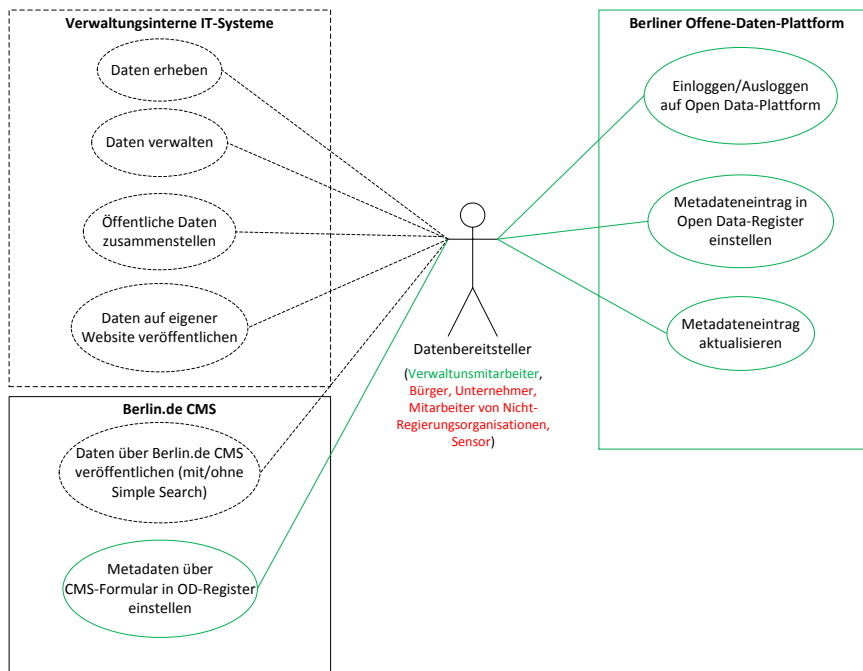 Verwaltungsinterne IT-Systeme
Daten erheben
Daten verwalten
Öffentliche Daten
zusammenstellen
Daten auf eigener
Website veröffentlichen
Berlin.de CMS
Daten über Berlin.de CMS
veröffentlichen (mit/ohne
Simple Search)
Metadaten über
CMS-Formular in OD-Register
einstellen
Datenbereitsteller
(Verwaltunsmitarbeiter,
Bürger, Unternehmer,
Mitarbeiter von Nicht-
Regierungsorganisationen,
Sensor)
Berliner Offene-Daten-Plattform
Einloggen/Ausloggen
auf Open Data-Plattform
Metadateneintrag in
Open Data-Register
einstellen
Metadateneintrag
aktualisieren